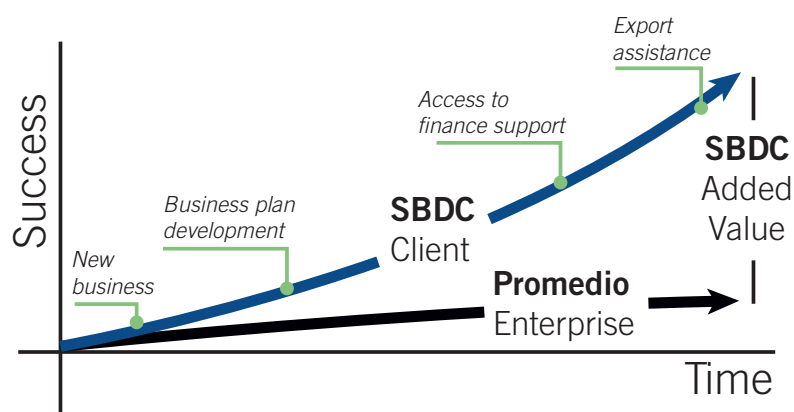 Export
assistance
Access to
finance support
Success
SBDC
Added
Value
Business plan
development
SBDC
Client
New
business
Promedio
Enterprise
Time